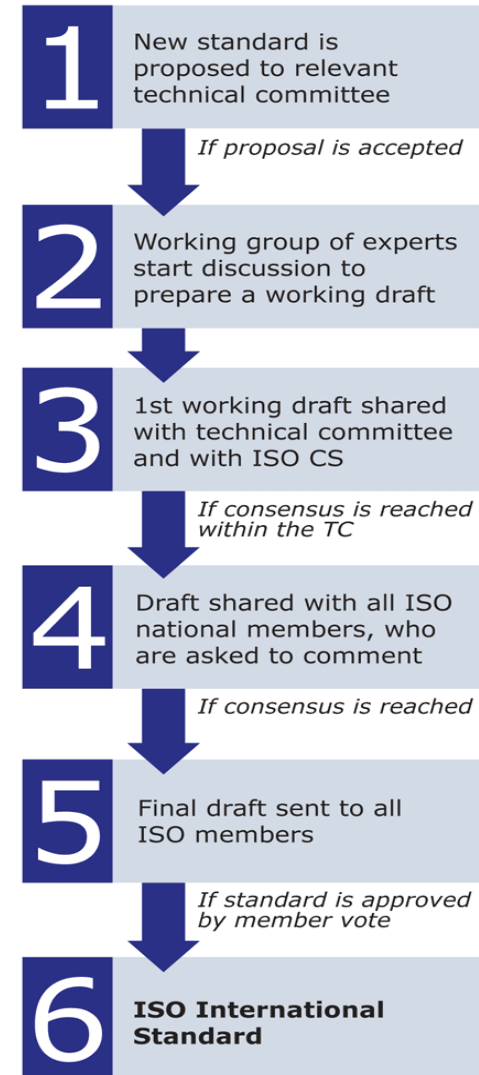 1
New standard is
proposed to relevant
technical committee
If proposal is accepted
2
Working group of experts
start discussion to
prepare a working draft
3
1st working draft shared
with technical committee
and with ISO CS
If consensus is reached
within the TC
4
Draft shared with all ISO
national members, who
are asked to comment
If consensus is reached
5
Final draft sent to all
ISO members
If standard is approved
by member vote
6
ISO International
Standard